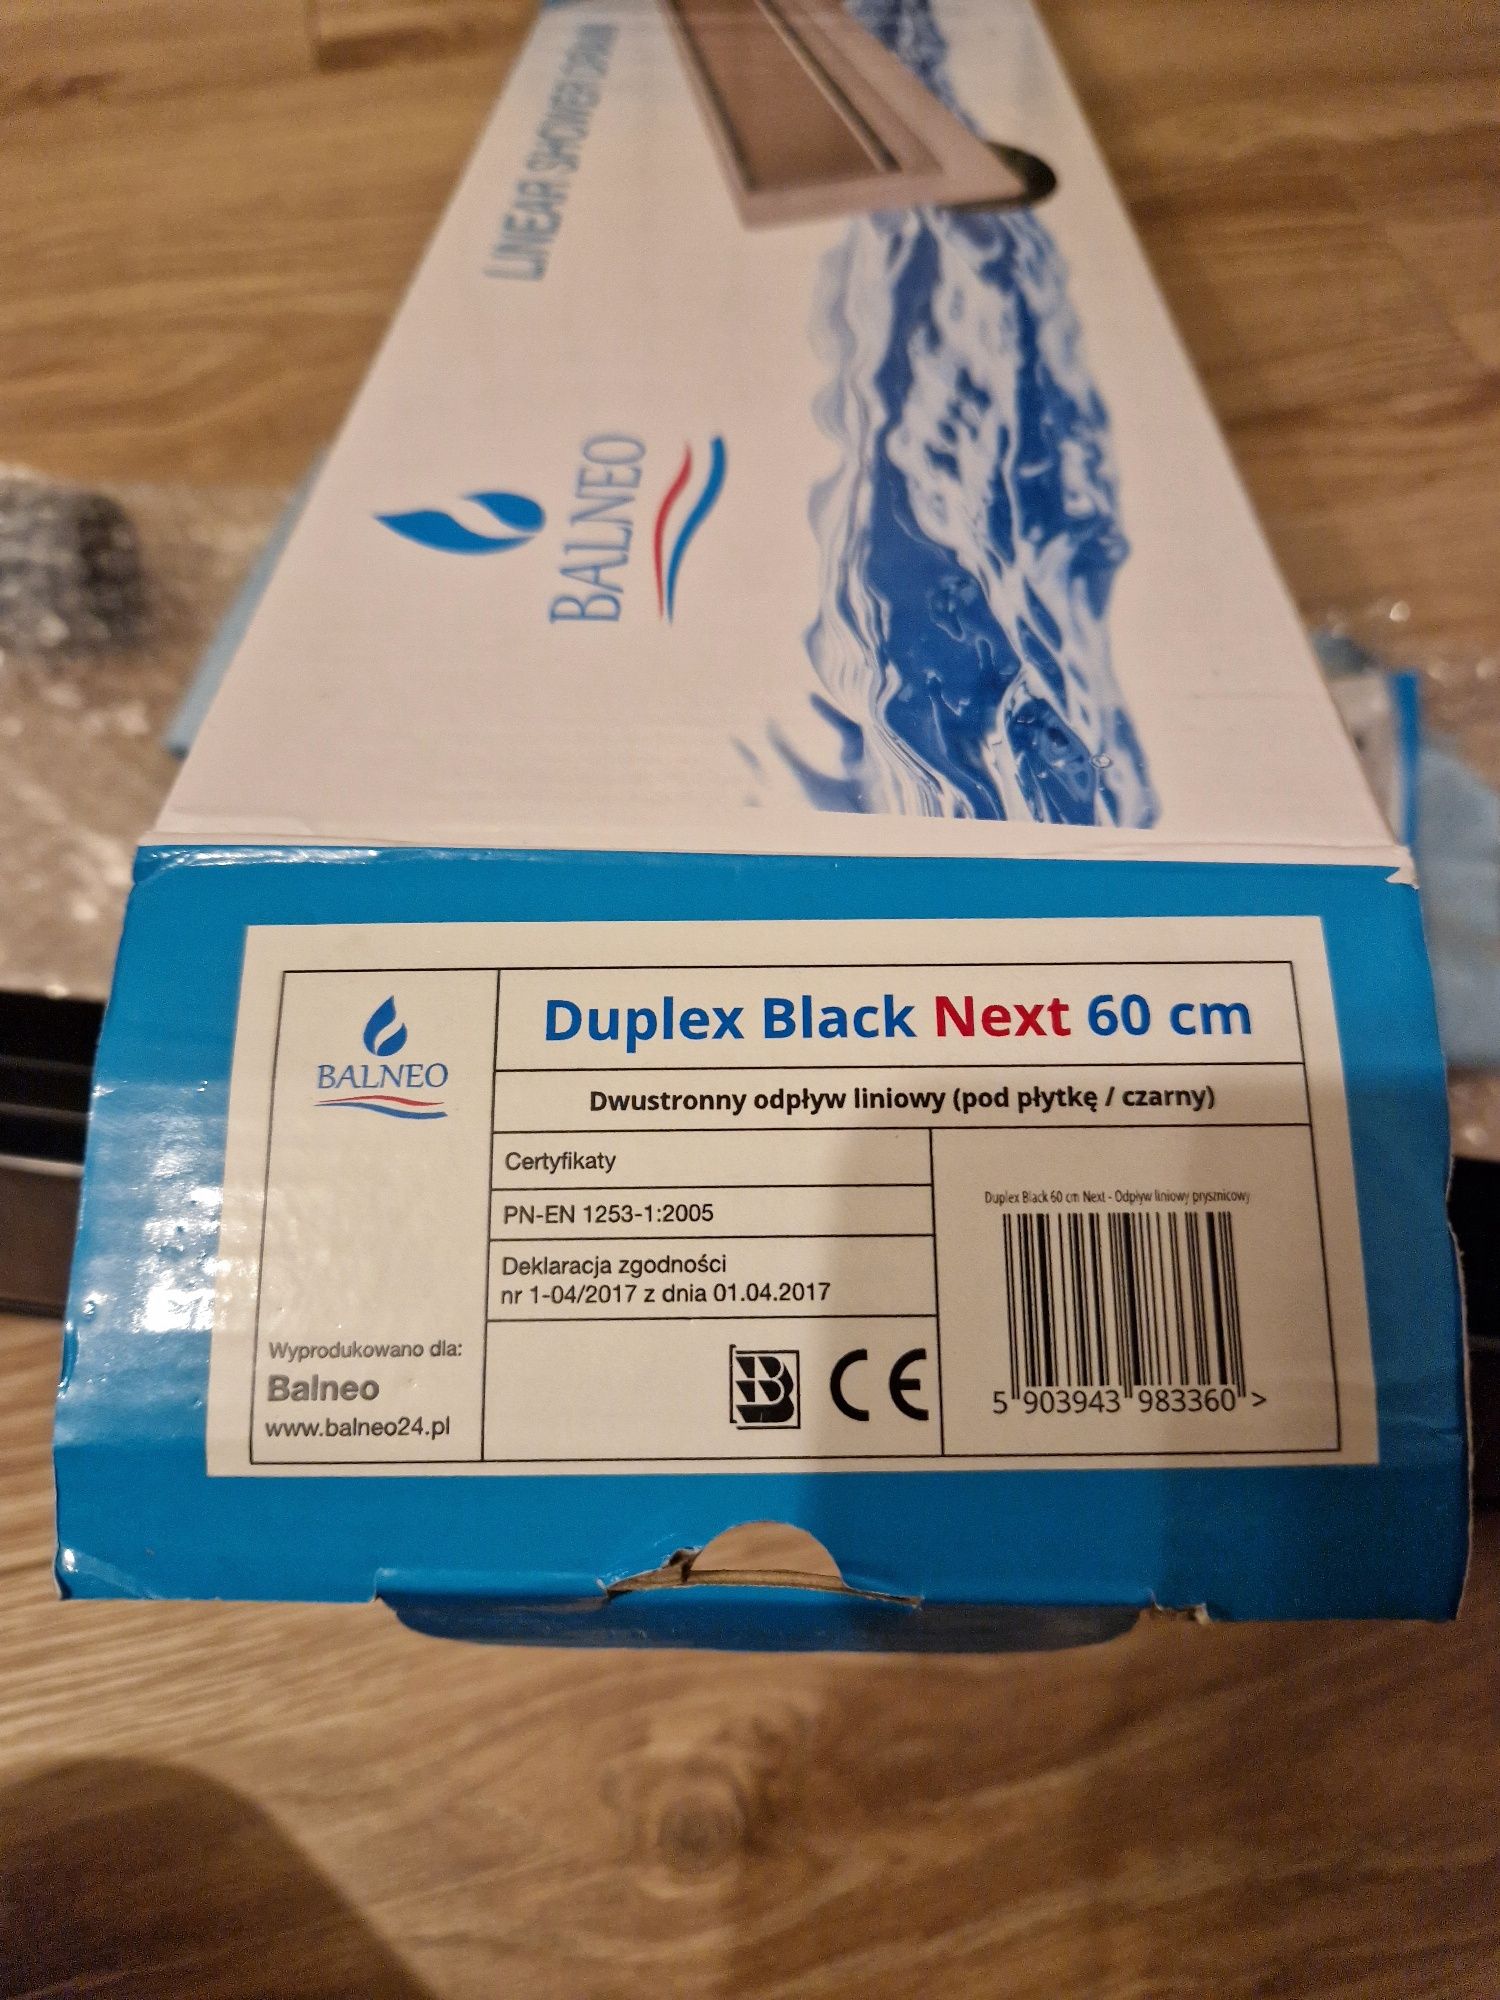 LINEAR SHOWER DRAIN
BALNEO
BALNEO
Duplex Black Next 60 cm
Dwustronny odpływ liniowy (pod płytkę / czarny)
Certyfikaty
PN-EN 1253-1:2005
Deklaracja zgodności
nr 1-04/2017 z dnia 01.04.2017
Wyprodukowano dla:
Balneo
www.balneo24.pl
B CE
Duplex Black 60 cm Next - Odpływ liniowy prysznicowy
5 903943 983360 >